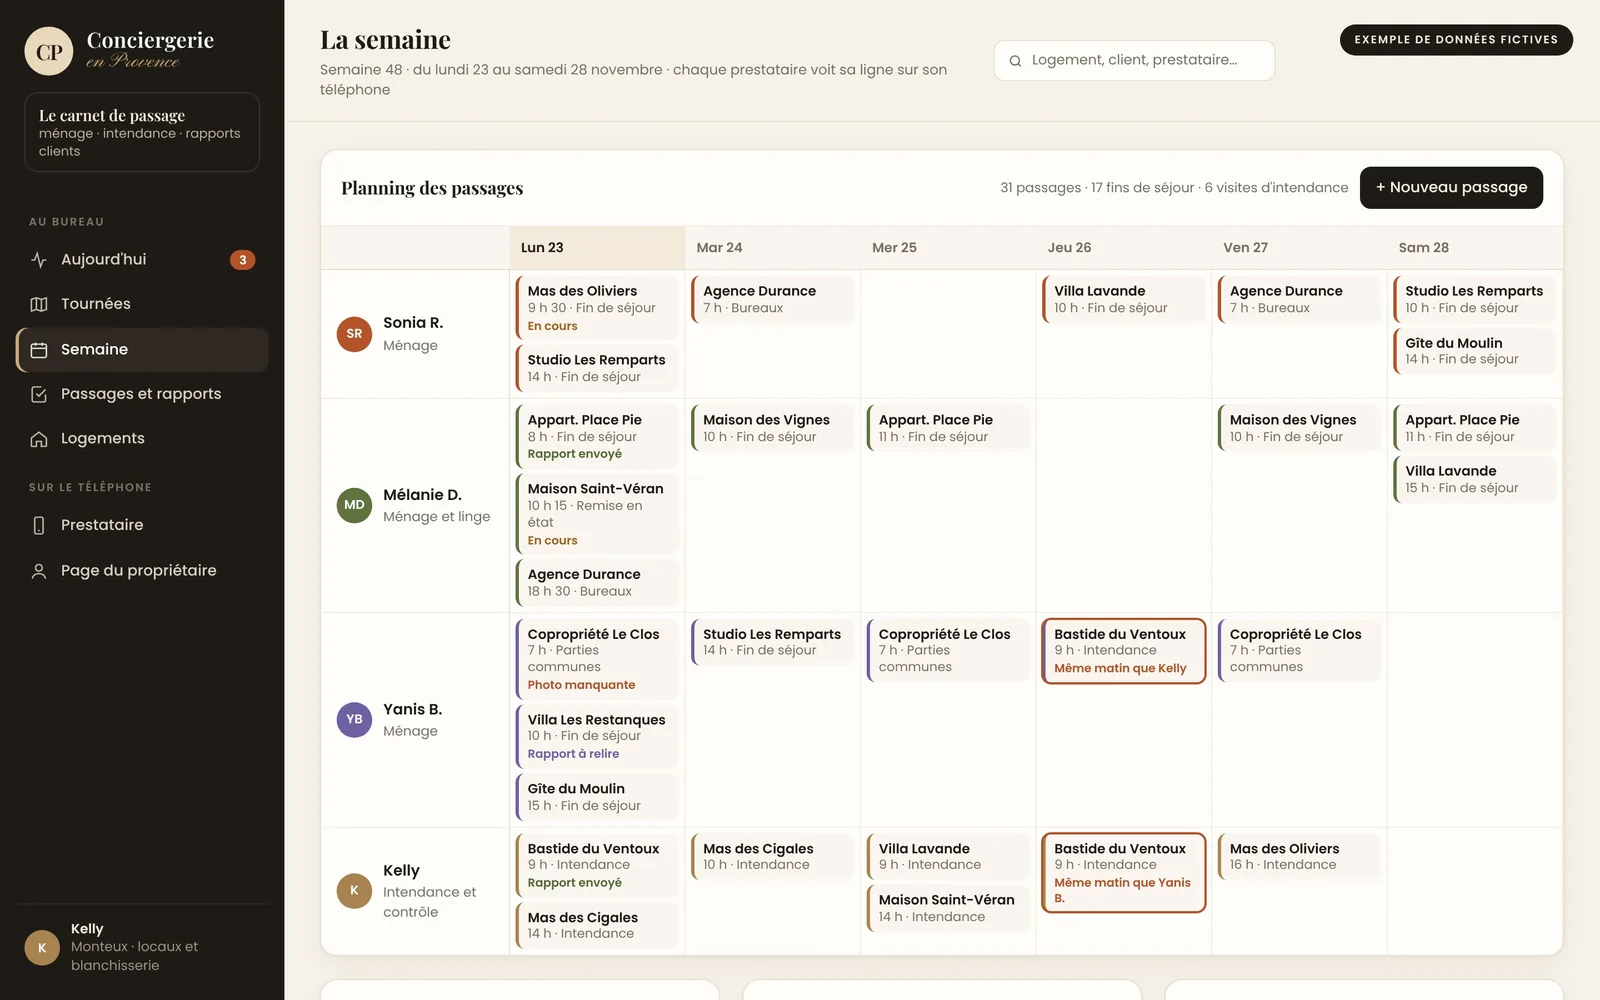 CP
Conciergerie
en Provence
Le carnet de passage
ménage · intendance · rapports
clients
AU BUREAU
Aujourd'hui
3
Tournées
Semaine
Passages et rapports
Logements
SUR LE TÉLÉPHONE
Prestataire
Page du propriétaire
K
Kelly
Monteux · locaux et
blanchisserie
La semaine
Semaine 48 · du lundi 23 au samedi 28 novembre · chaque prestataire voit sa ligne sur son
téléphone
Logement, client, prestataire…
EXEMPLE DE DONNÉES FICTIVES
Planning des passages
31 passages · 17 fins de séjour · 6 visites d'intendance
+ Nouveau passage
Lun 23
Mar 24
Mer 25
Jeu 26
Ven 27
Sam 28
SR
Sonia R.
Ménage
Mas des Oliviers
9 h 30 · Fin de séjour
En cours
Studio Les Remparts
14 h · Fin de séjour
Agence Durance
7 h · Bureaux
Villa Lavande
10 h · Fin de séjour
Agence Durance
7 h · Bureaux
Studio Les Remparts
10 h · Fin de séjour
Gîte du Moulin
14 h · Fin de séjour
MD
Mélanie D.
Ménage et linge
Appart. Place Pie
8 h · Fin de séjour
Rapport envoyé
Maison Saint-Véran
10 h 15 · Remise en
état
En cours
Agence Durance
18 h 30 · Bureaux
Maison des Vignes
10 h · Fin de séjour
Appart. Place Pie
11 h · Fin de séjour
Maison des Vignes
10 h · Fin de séjour
Appart. Place Pie
11 h · Fin de séjour
Villa Lavande
15 h · Fin de séjour
YB
Yanis B.
Ménage
Copropriété Le Clos
7 h · Parties
communes
Photo manquante
Villa Les Restanques
10 h · Fin de séjour
Rapport à relire
Gîte du Moulin
15 h · Fin de séjour
Studio Les Remparts
14 h · Fin de séjour
Copropriété Le Clos
7 h · Parties
communes
Bastide du Ventoux
9 h · Intendance
Même matin que Kelly
Copropriété Le Clos
7 h · Parties
communes
K
Kelly
Intendance et
contrôle
Bastide du Ventoux
9 h · Intendance
Rapport envoyé
Mas des Cigales
14 h · Intendance
Mas des Cigales
10 h · Intendance
Villa Lavande
9 h · Intendance
Maison Saint-Véran
14 h · Intendance
Bastide du Ventoux
9 h · Intendance
Même matin que Yanis
B.
Mas des Oliviers
16 h · Intendance